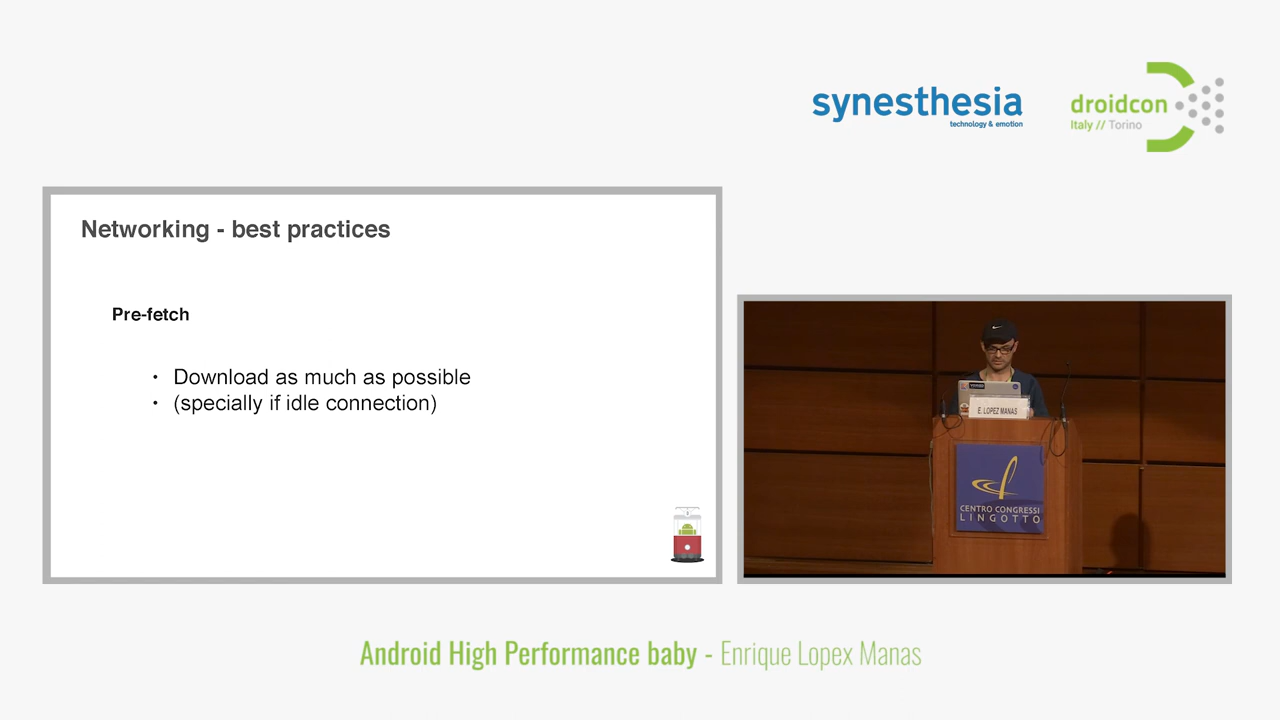 synesthesia
technology & emotion
droidcon
Italy // Torino
Networking - best practices
Pre-fetch
• Download as much as possible
• (specially if idle connection)
E. LOPEZ MANAS
CENTRO CONGRESSI
LINGOTTO
Android High Performance baby - Enrique Lopex Manas